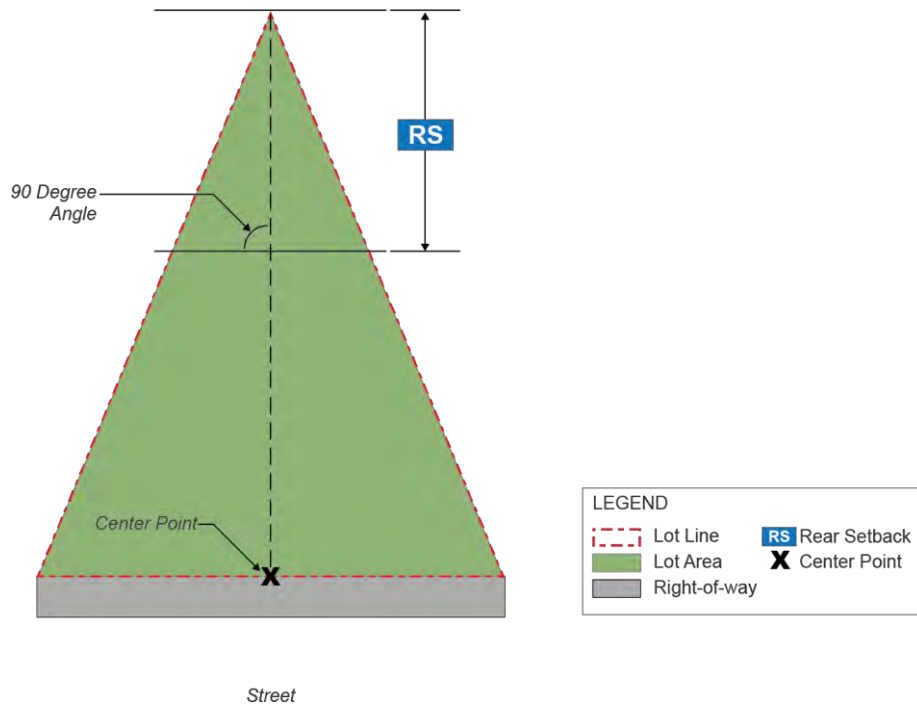 RS
90 Degree
Angle
Center Point
LEGEND
Lot Line
RS Rear Setback
Lot Area
X Center Point
Right-of-way
Street